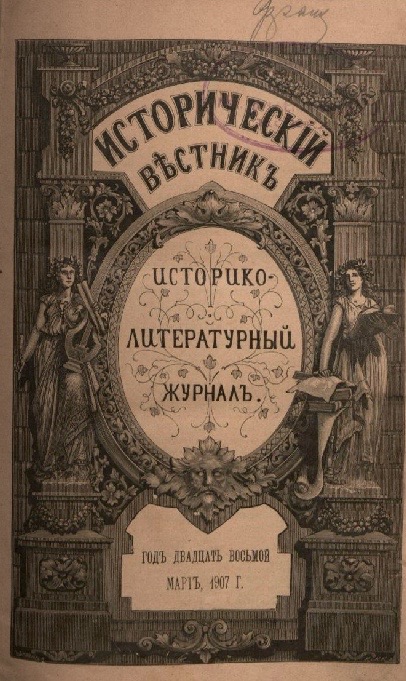 ИСТОРИЧЕСКІЙ
ВѢСТНИКЪ
ИСТОРИКО-
ЛИТЕРАТУРНЫЙ
ЖУРНАЛЪ.
ГОДЪ ДВАДЦАТЬ ВОСЬМОЙ
МАРТЪ, 1907 Г.